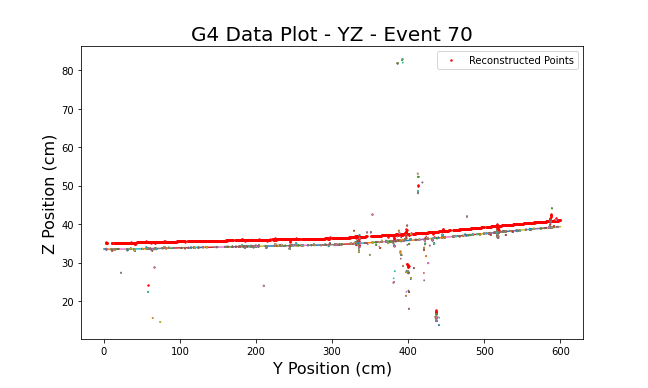 G4 Data Plot - YZ - Event 70
Reconstructed Points
80
70
60
50
40
30
20
Z Position (cm)
0 100 200 300 400 500 600
Y Position (cm)